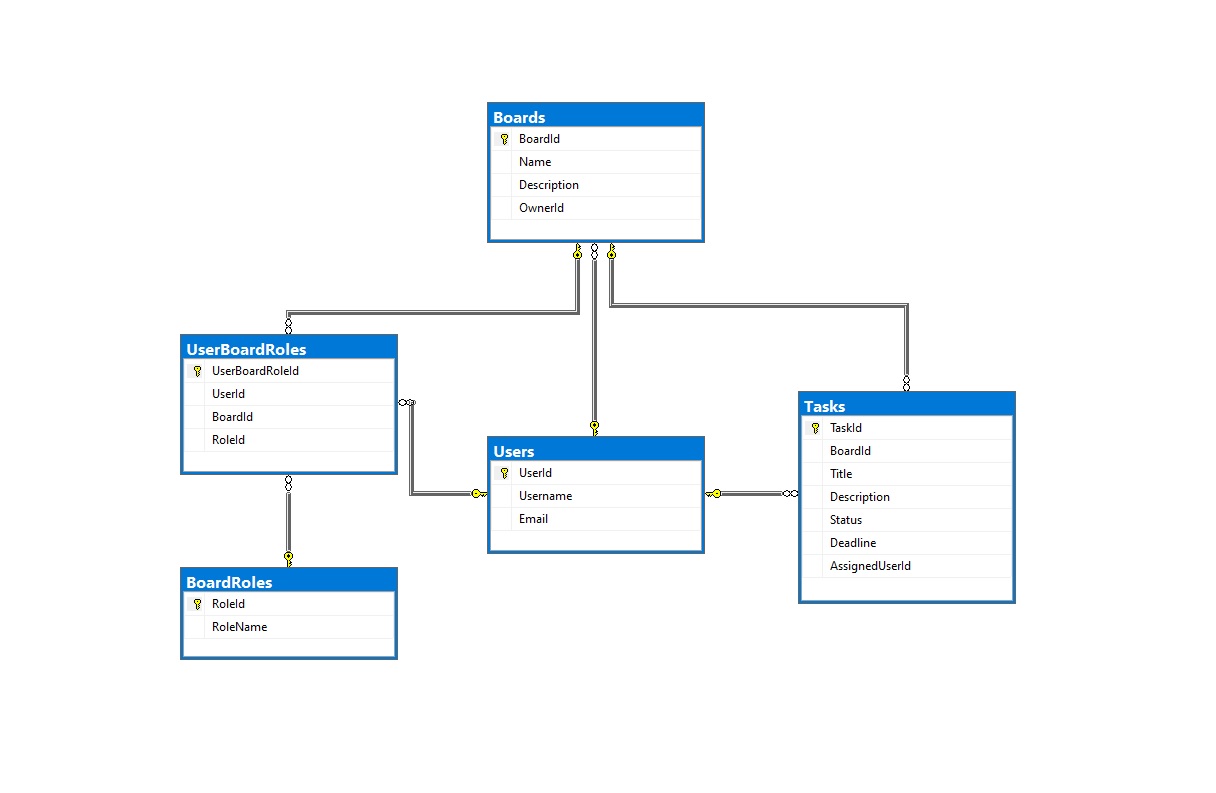 Boards
BoardId
Name
Description
OwnerId
UserBoardRoles
UserBoardRoleId
UserId
BoardId
RoleId
Users
UserId
Username
Email
Tasks
TaskId
BoardId
Title
Description
Status
Deadline
AssignedUserId
BoardRoles
RoleId
RoleName